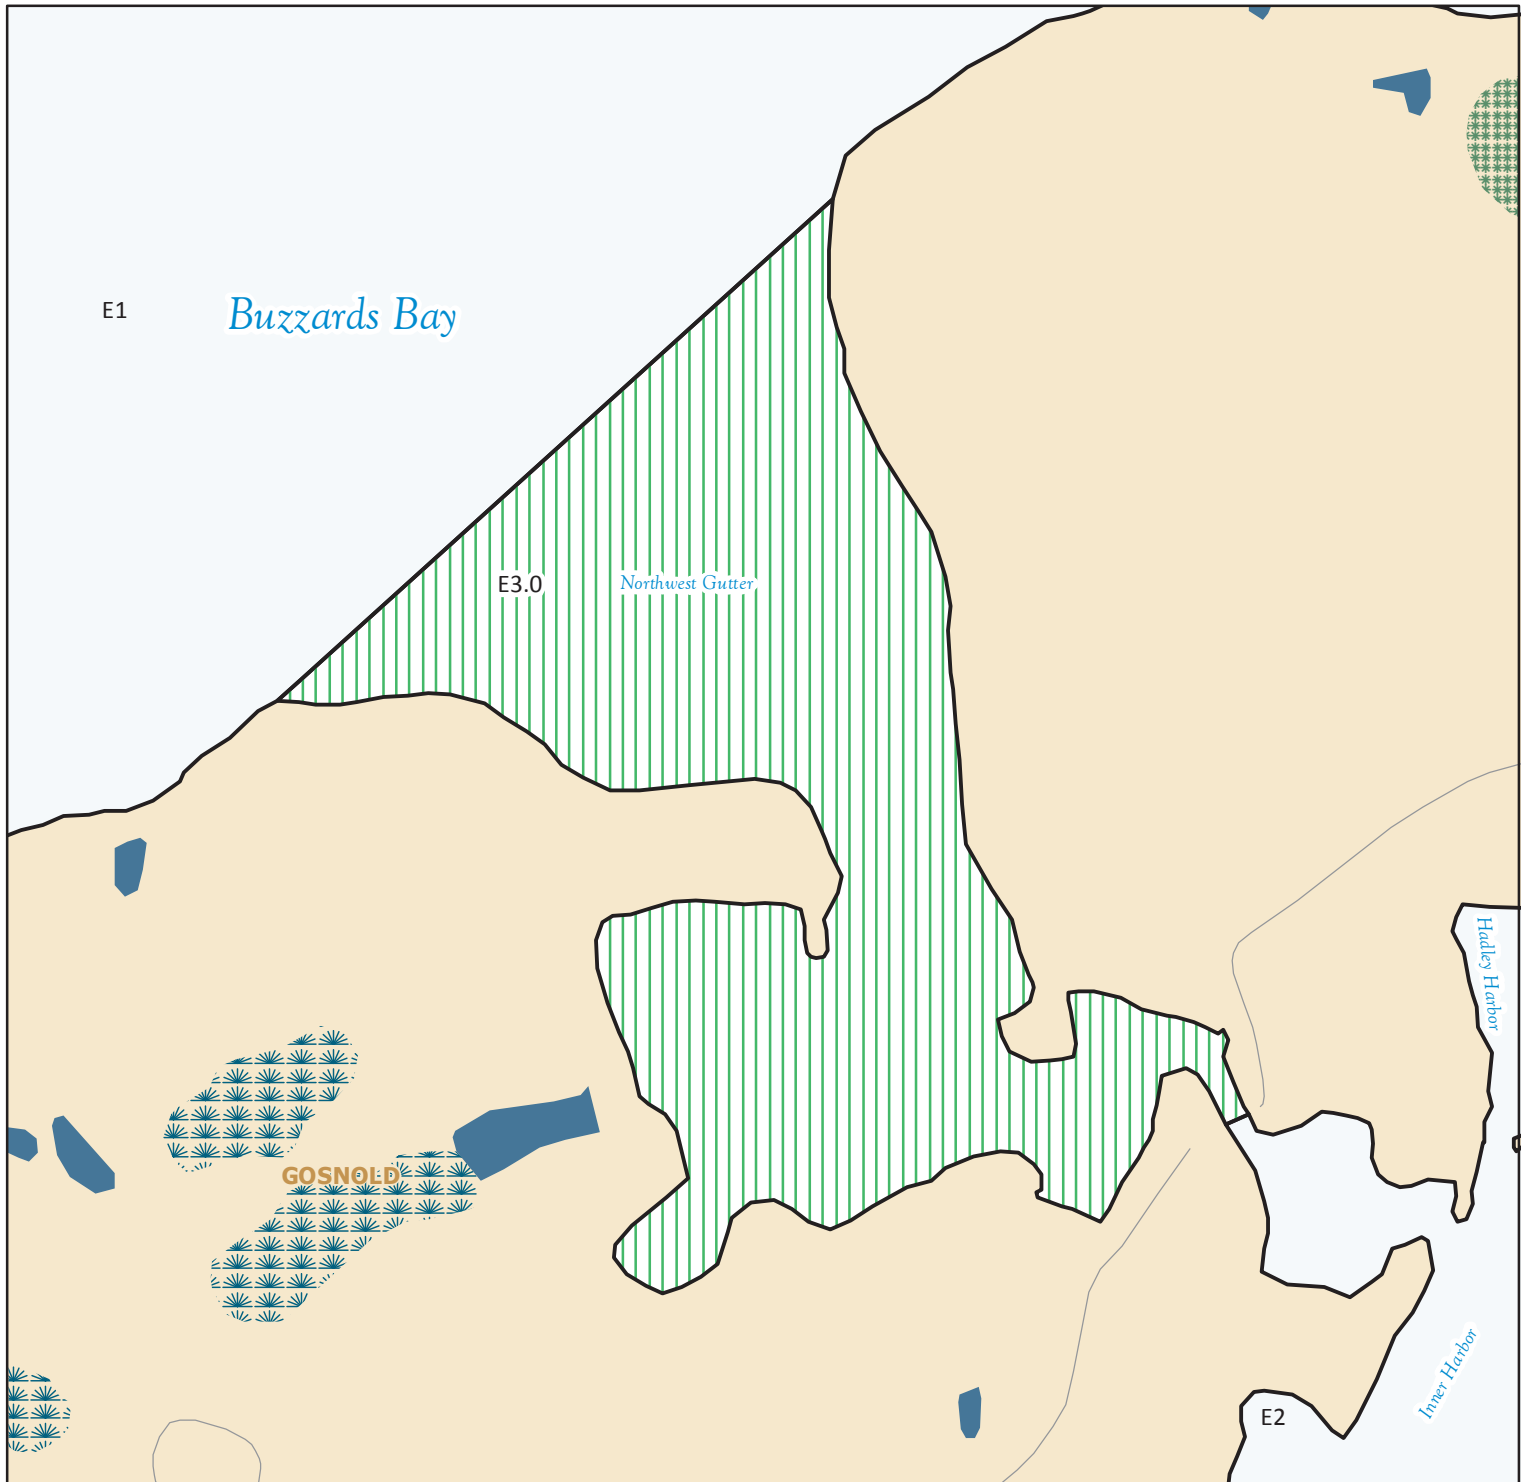 E1
Buzzards Bay
E3.0
Northwest Gutter
Hadley Harbor
GOSNOLD
Inner Harbor
E2